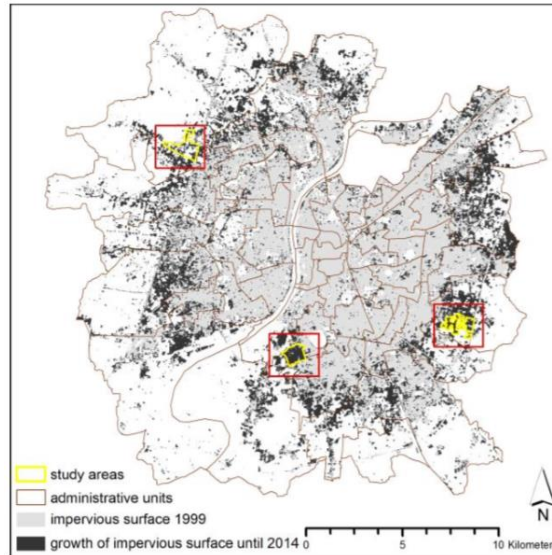 study areas
administrative units
impervious surface 1999
growth of impervious surface until 2014
N
0 5 10 Kilometer